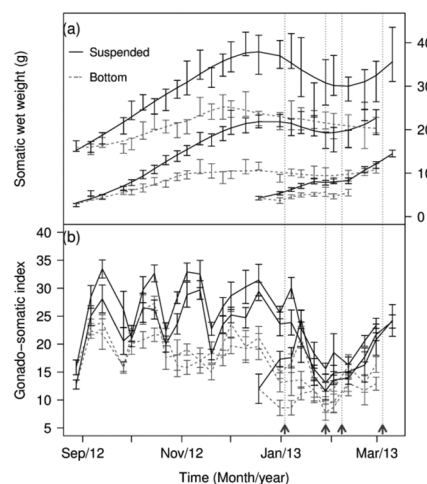 (a)
Suspended
Bottom
Somatic wet weight (g)
40
30
20
10
0
(b)
Gonado–somatic index
40
35
30
25
20
15
10
5
Sep/12
Nov/12
Jan/13
Mar/13
Time (Month/year)